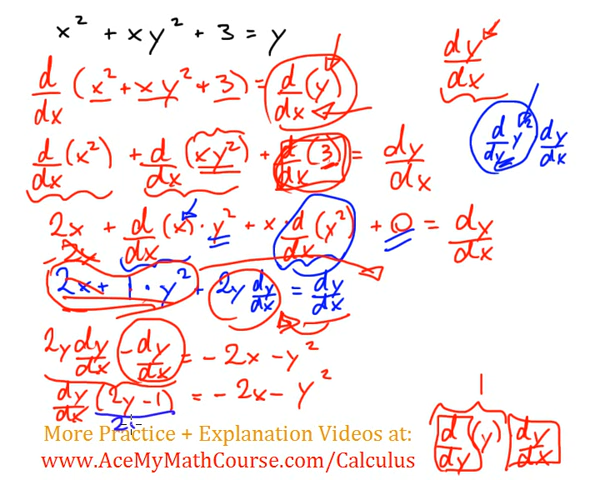 x² + xy² + 3 = y
dy/dx
d/dx (x² + xy² + 3) = d/dx (y)
d/dy y² dy/dx
d/dx (x²) + d/dx (xy²) + d/dx (3) = dy/dx
2x + d/dx (x) · y² + x · d/dx (y²) + 0 = dy/dx
-2x
2x + 1 · y² + 2y dy/dx = dy/dx
2y dy/dx - dy/dx = -2x - y²
dy/dx (2y - 1) = -2x - y²
1
d/dy (y) dy/dx
More Practice + Explanation Videos at:
www.AceMyMathCourse.com/Calculus